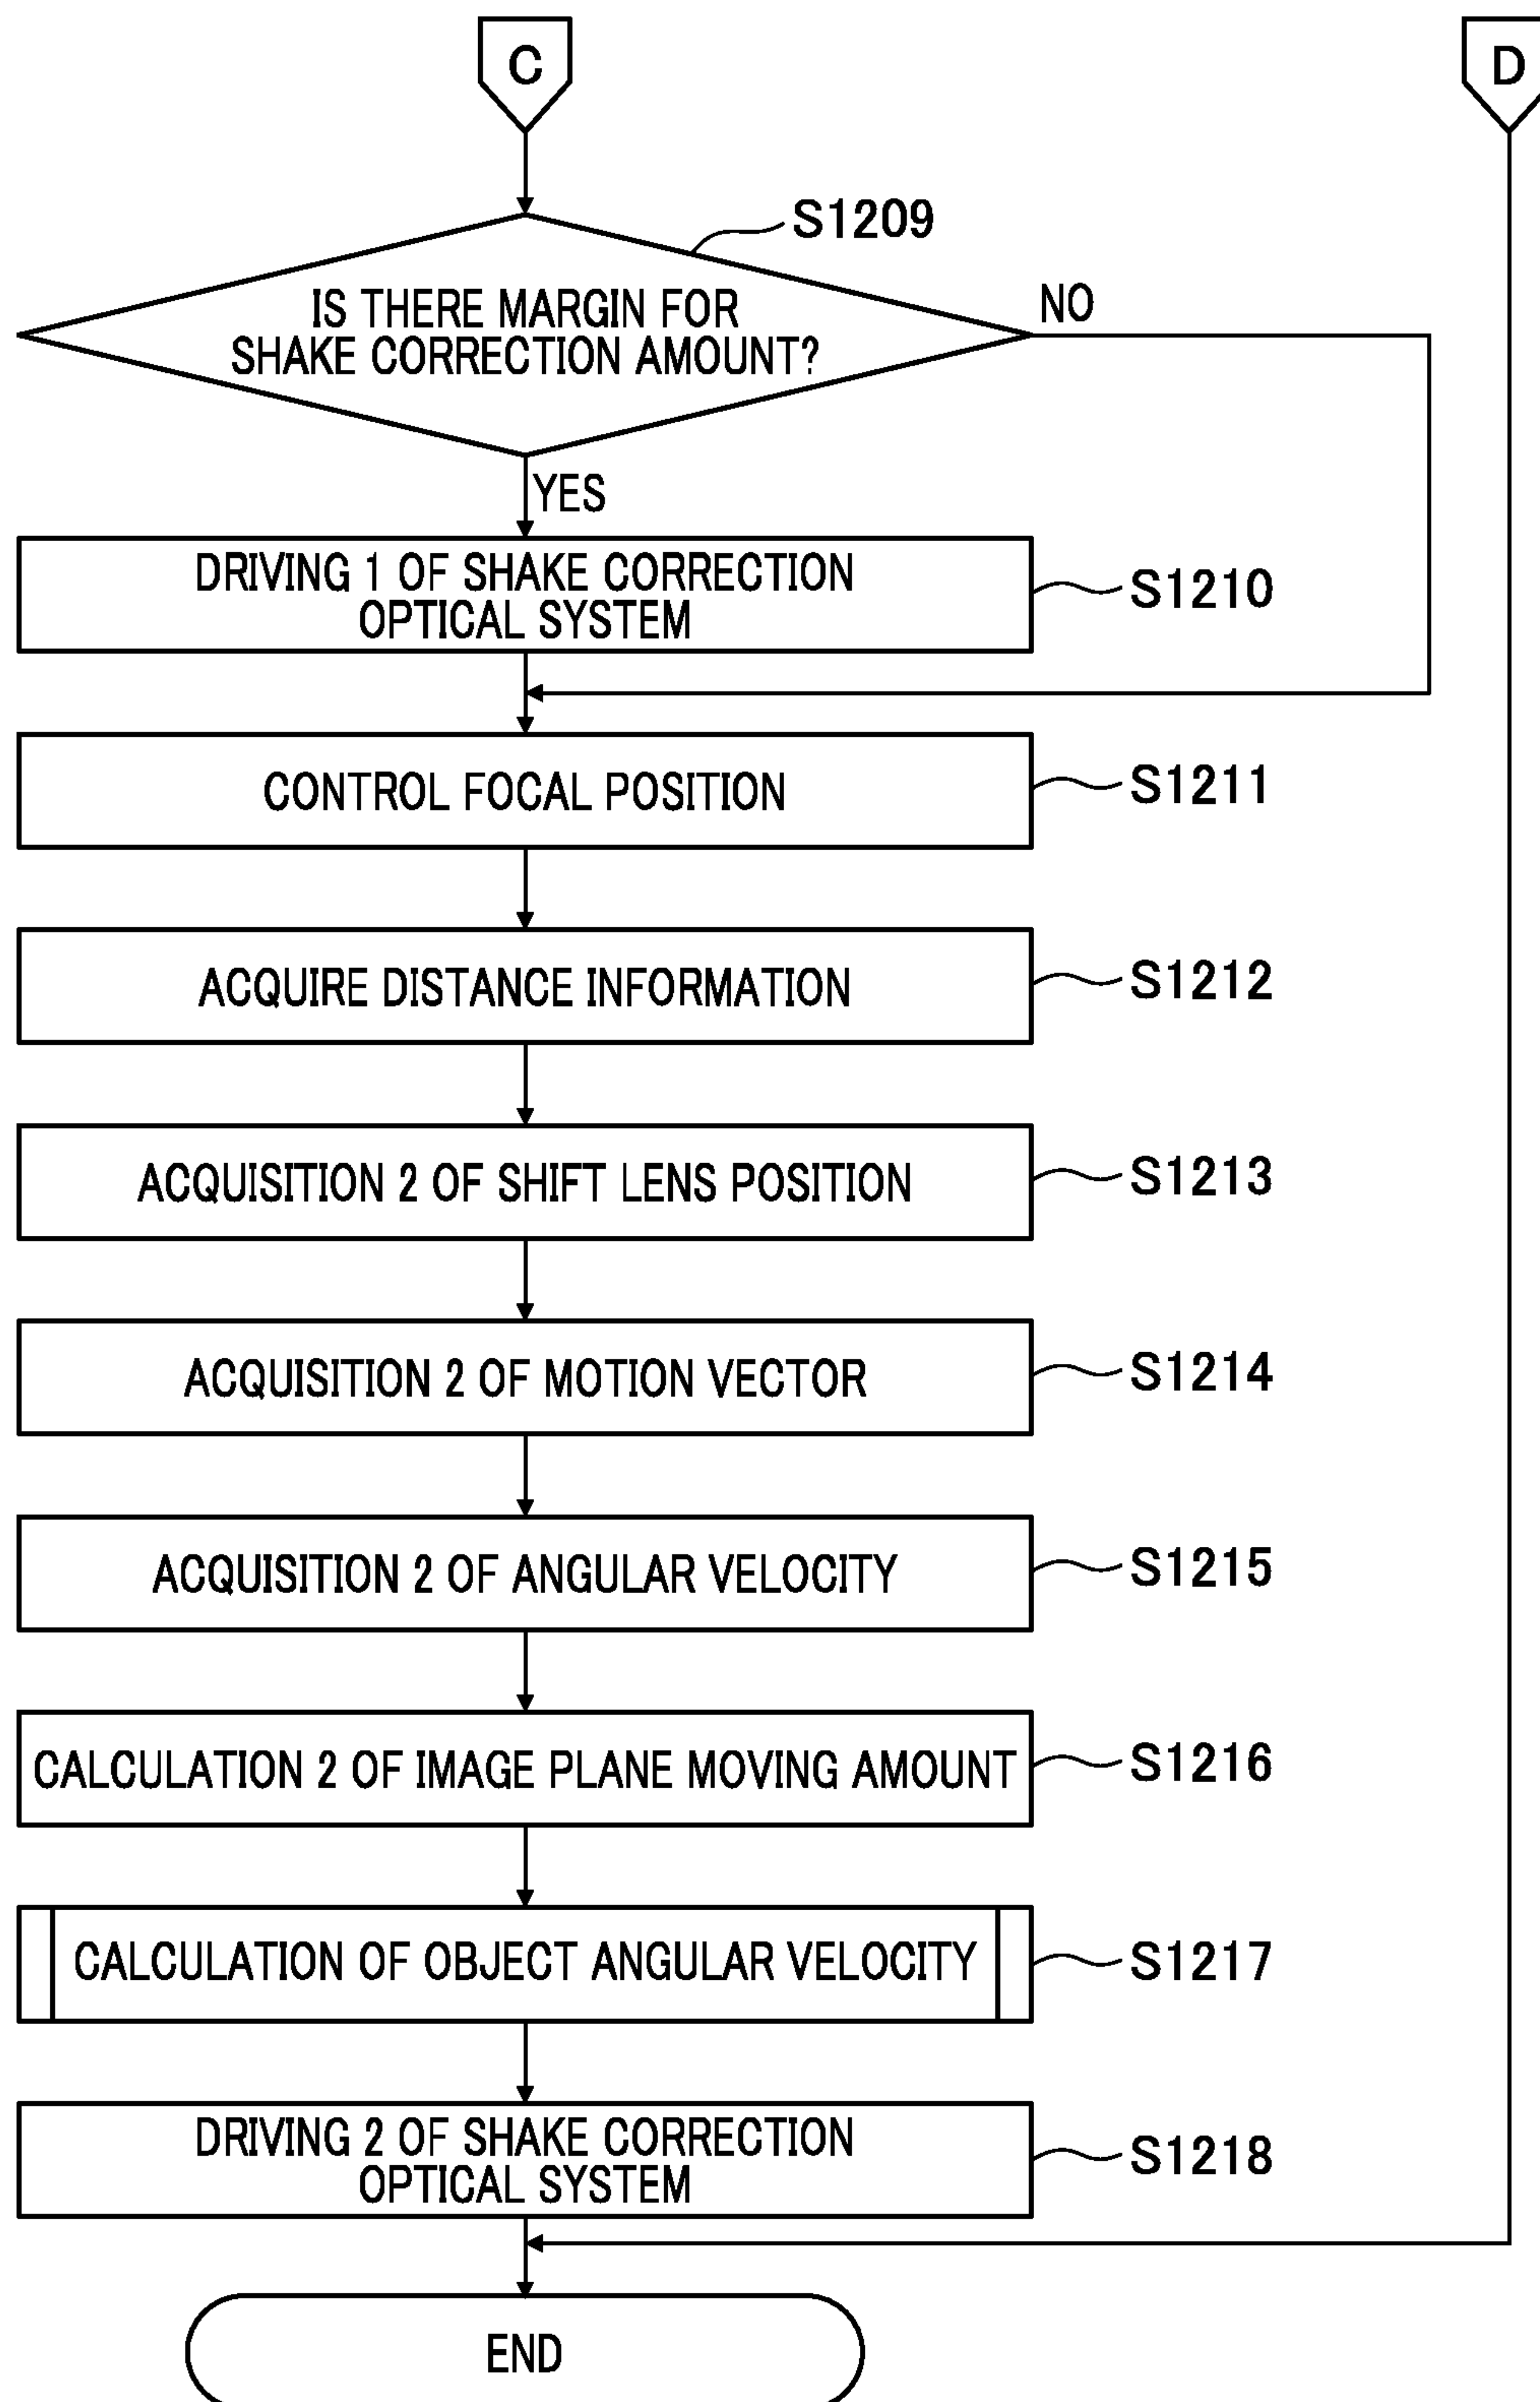 C
D
S1209
IS THERE MARGIN FOR
SHAKE CORRECTION AMOUNT?
NO
YES
DRIVING 1 OF SHAKE CORRECTION
OPTICAL SYSTEM
S1210
CONTROL FOCAL POSITION
S1211
ACQUIRE DISTANCE INFORMATION
S1212
ACQUISITION 2 OF SHIFT LENS POSITION
S1213
ACQUISITION 2 OF MOTION VECTOR
S1214
ACQUISITION 2 OF ANGULAR VELOCITY
S1215
CALCULATION 2 OF IMAGE PLANE MOVING AMOUNT
S1216
CALCULATION OF OBJECT ANGULAR VELOCITY
S1217
DRIVING 2 OF SHAKE CORRECTION
OPTICAL SYSTEM
S1218
END